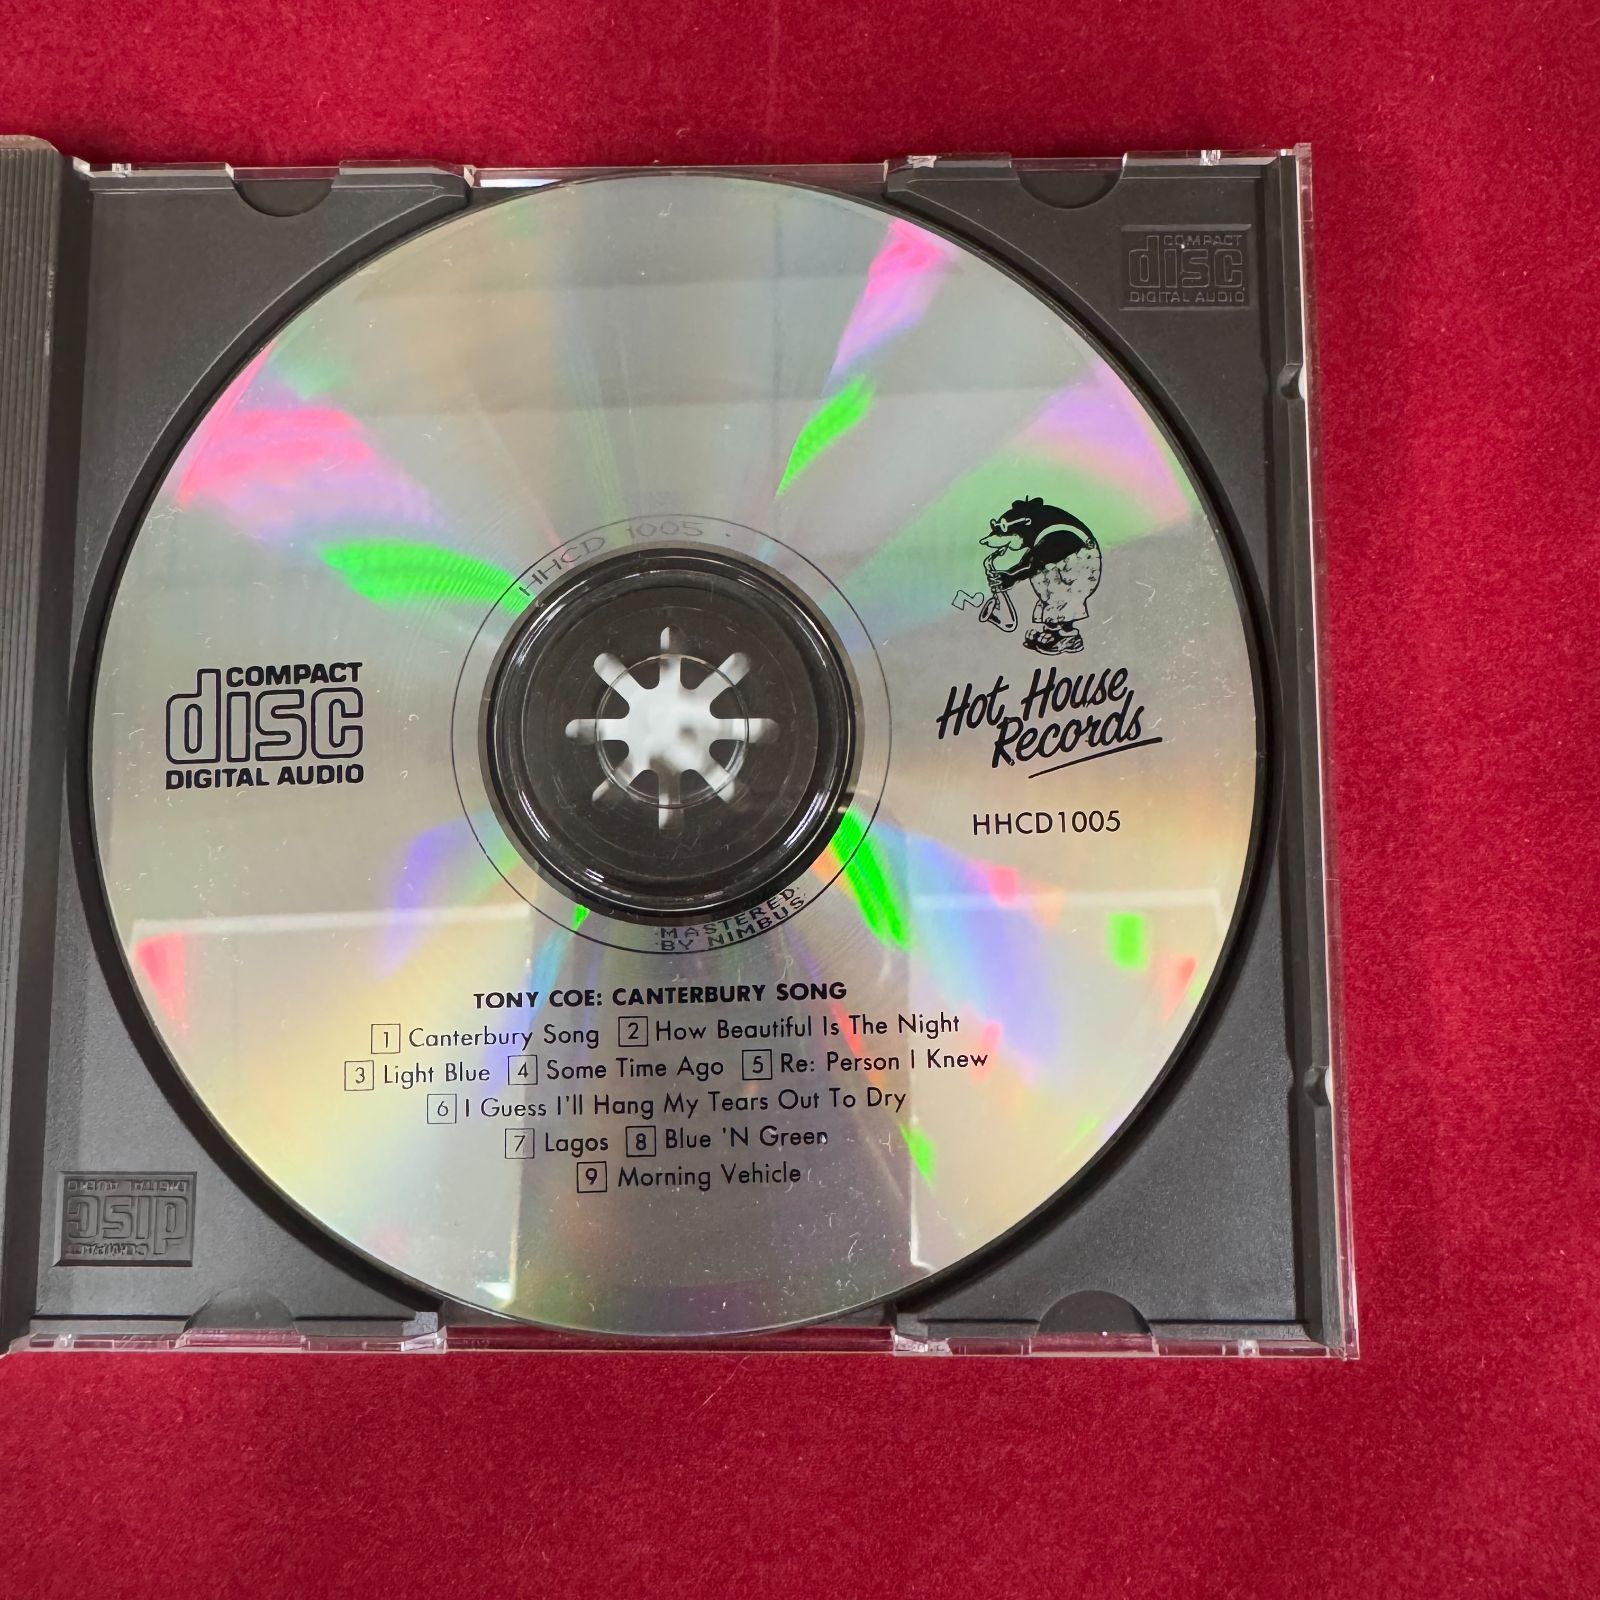 COMPACT
disc
DIGITAL AUDIO
HHCD 1005
COMPACT
disc
DIGITAL AUDIO
Hot House
Records
HHCD1005
MASTERED
BY NIMBUS
TONY COE: CANTERBURY SONG
1 Canterbury Song 2 How Beautiful Is The Night
3 Light Blue 4 Some Time Ago 5 Re: Person I Knew
6 I Guess I'll Hang My Tears Out To Dry
7 Lagos 8 Blue 'N Green
9 Morning Vehicle
COMPACT
disc
DIGITAL AUDIO